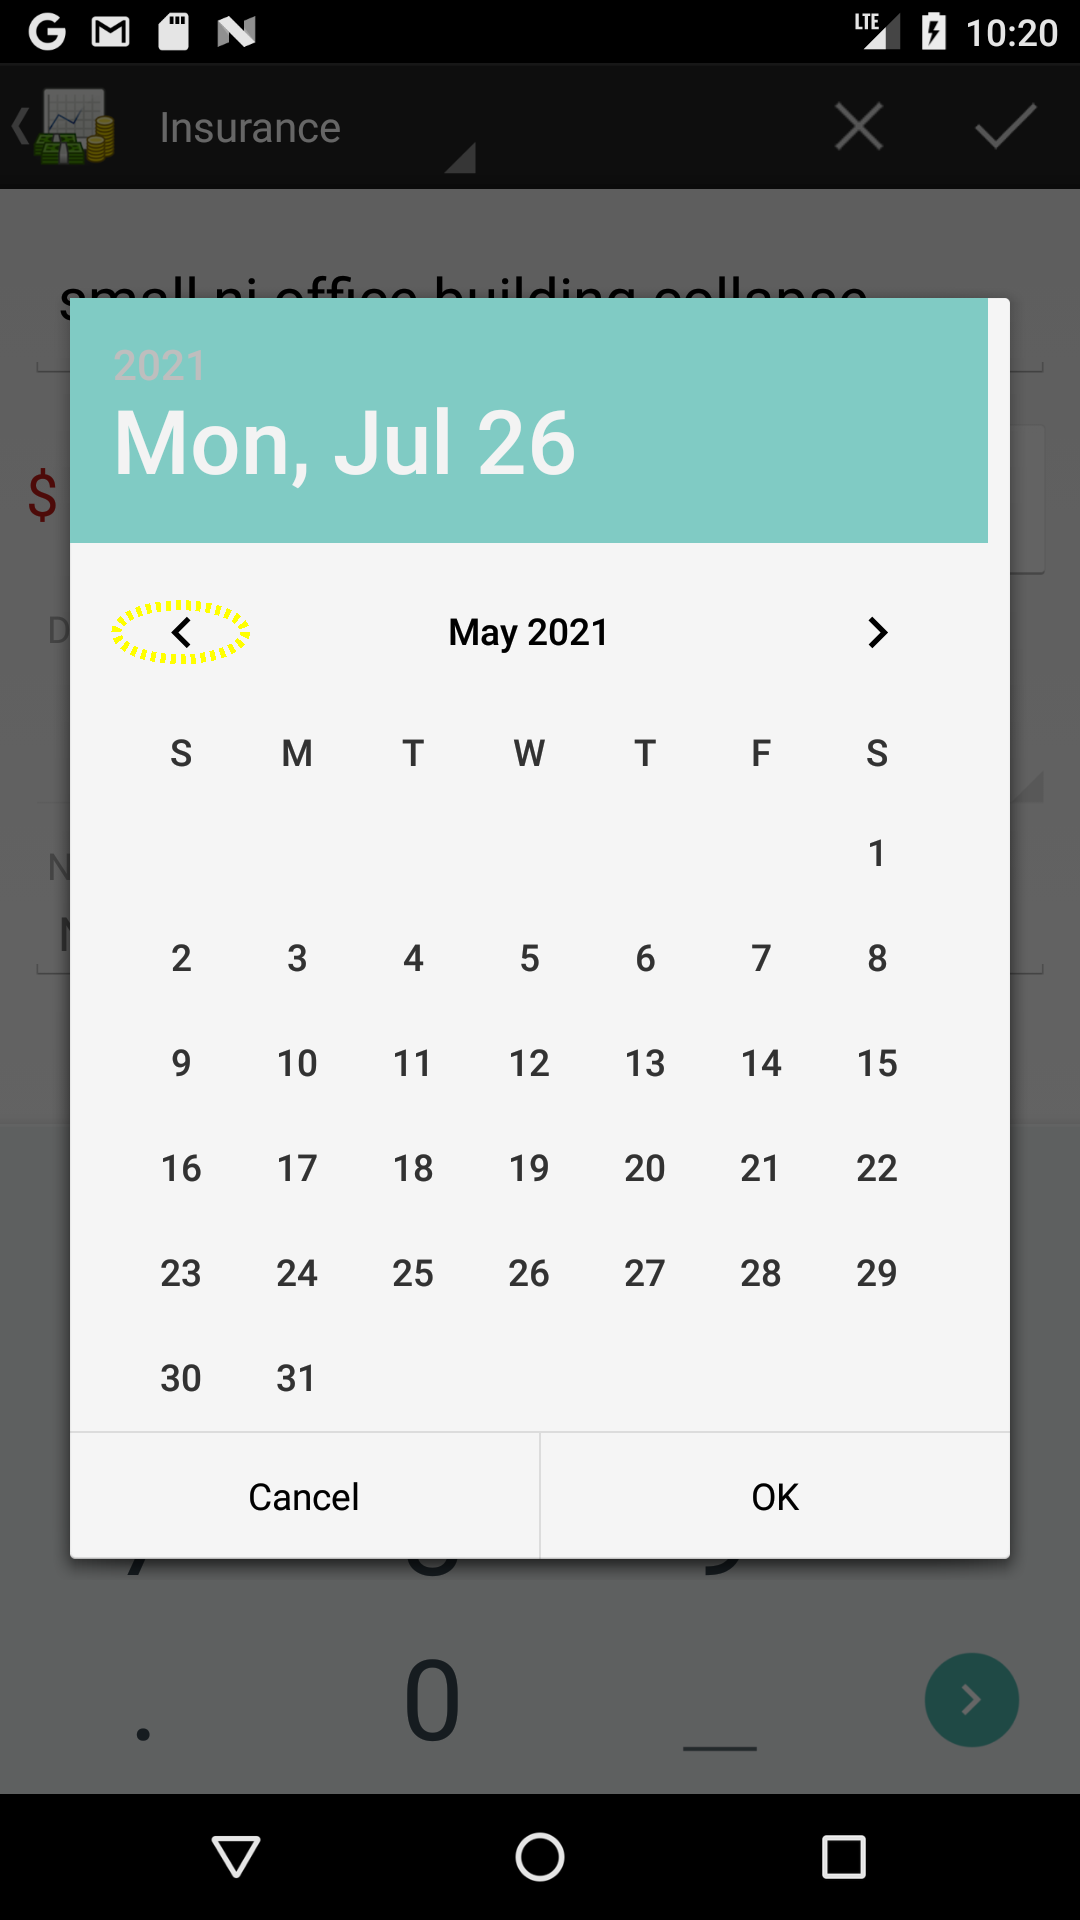 LTE 10:20
Insurance
small nj office building collapse
2021
Mon, Jul 26
$
May 2021
S M T W T F S
1
2 3 4 5 6 7 8
9 10 11 12 13 14 15
16 17 18 19 20 21 22
23 24 25 26 27 28 29
30 31
Cancel OK
. 0